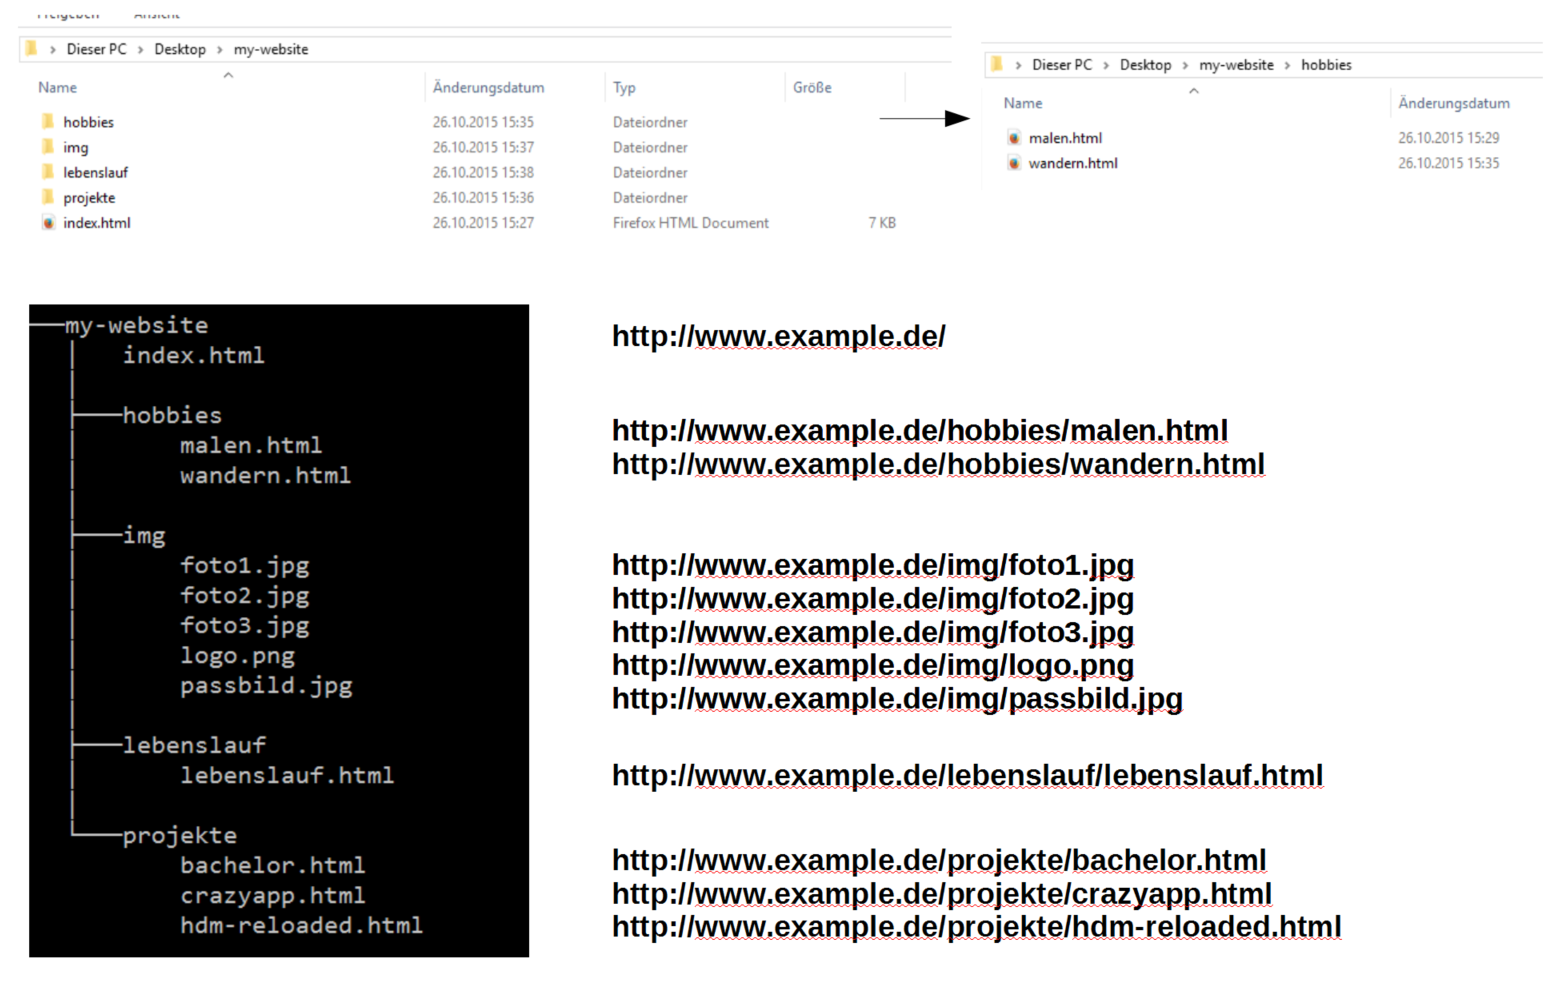 Freigeben Ansicht
> Dieser PC > Desktop > my-website
Name Änderungsdatum Typ Größe
hobbies 26.10.2015 15:35 Dateiordner
img 26.10.2015 15:37 Dateiordner
lebenslauf 26.10.2015 15:38 Dateiordner
projekte 26.10.2015 15:36 Dateiordner
index.html 26.10.2015 15:27 Firefox HTML Document 7 KB
> Dieser PC > Desktop > my-website > hobbies
Name Änderungsdatum
malen.html 26.10.2015 15:29
wandern.html 26.10.2015 15:35
my-website
index.html
hobbies
malen.html
wandern.html
img
foto1.jpg
foto2.jpg
foto3.jpg
logo.png
passbild.jpg
lebenslauf
lebenslauf.html
projekte
bachelor.html
crazyapp.html
hdm-reloaded.html
http://www.example.de/
http://www.example.de/hobbies/malen.html
http://www.example.de/hobbies/wandern.html
http://www.example.de/img/foto1.jpg
http://www.example.de/img/foto2.jpg
http://www.example.de/img/foto3.jpg
http://www.example.de/img/logo.png
http://www.example.de/img/passbild.jpg
http://www.example.de/lebenslauf/lebenslauf.html
http://www.example.de/projekte/bachelor.html
http://www.example.de/projekte/crazyapp.html
http://www.example.de/projekte/hdm-reloaded.html